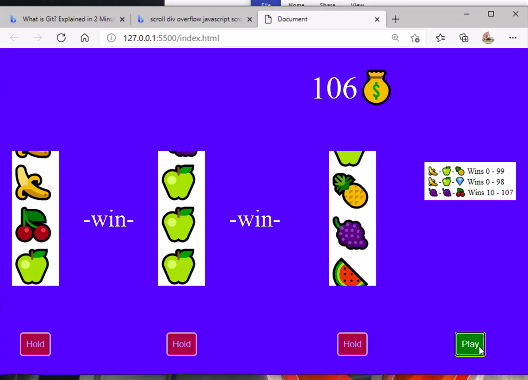 File Home Share View
What is Git? Explained in 2 Minu
scroll div overflow javascript scro
Document
127.0.0.1:5500/index.html
106
Wins 0 - 99
Wins 0 - 98
- - Wins 10 - 107
-win- -win-
Hold Hold Hold Play